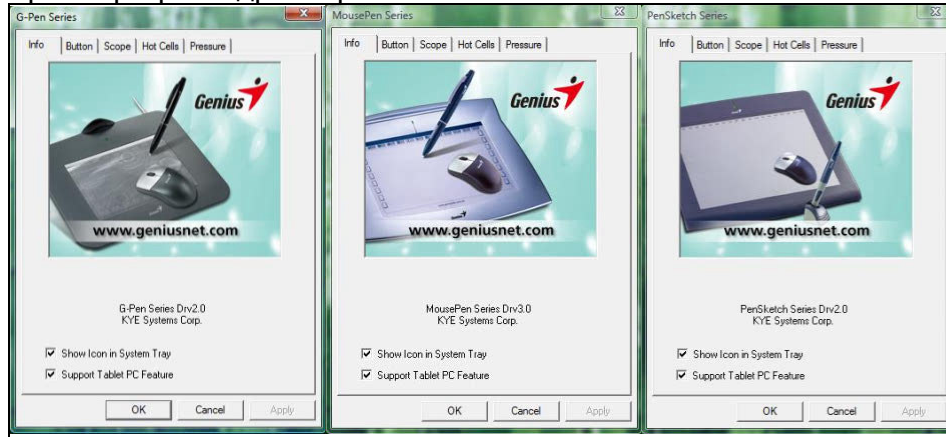 G-Pen Series
Info Button Scope Hot Cells Pressure
Genius
www.geniusnet.com
G-Pen Series Drv2.0
KYE Systems Corp.
Show Icon in System Tray
Support Tablet PC Feature
OK Cancel Apply
MousePen Series
Info Button Scope Hot Cells Pressure
Genius
www.geniusnet.com
MousePen Series Drv3.0
KYE Systems Corp.
Show Icon in System Tray
Support Tablet PC Feature
OK Cancel Apply
PenSketch Series
Info Button Scope Hot Cells Pressure
Genius
www.geniusnet.com
PenSketch Series Drv2.0
KYE Systems Corp.
Show Icon in System Tray
Support Tablet PC Feature
OK Cancel Apply